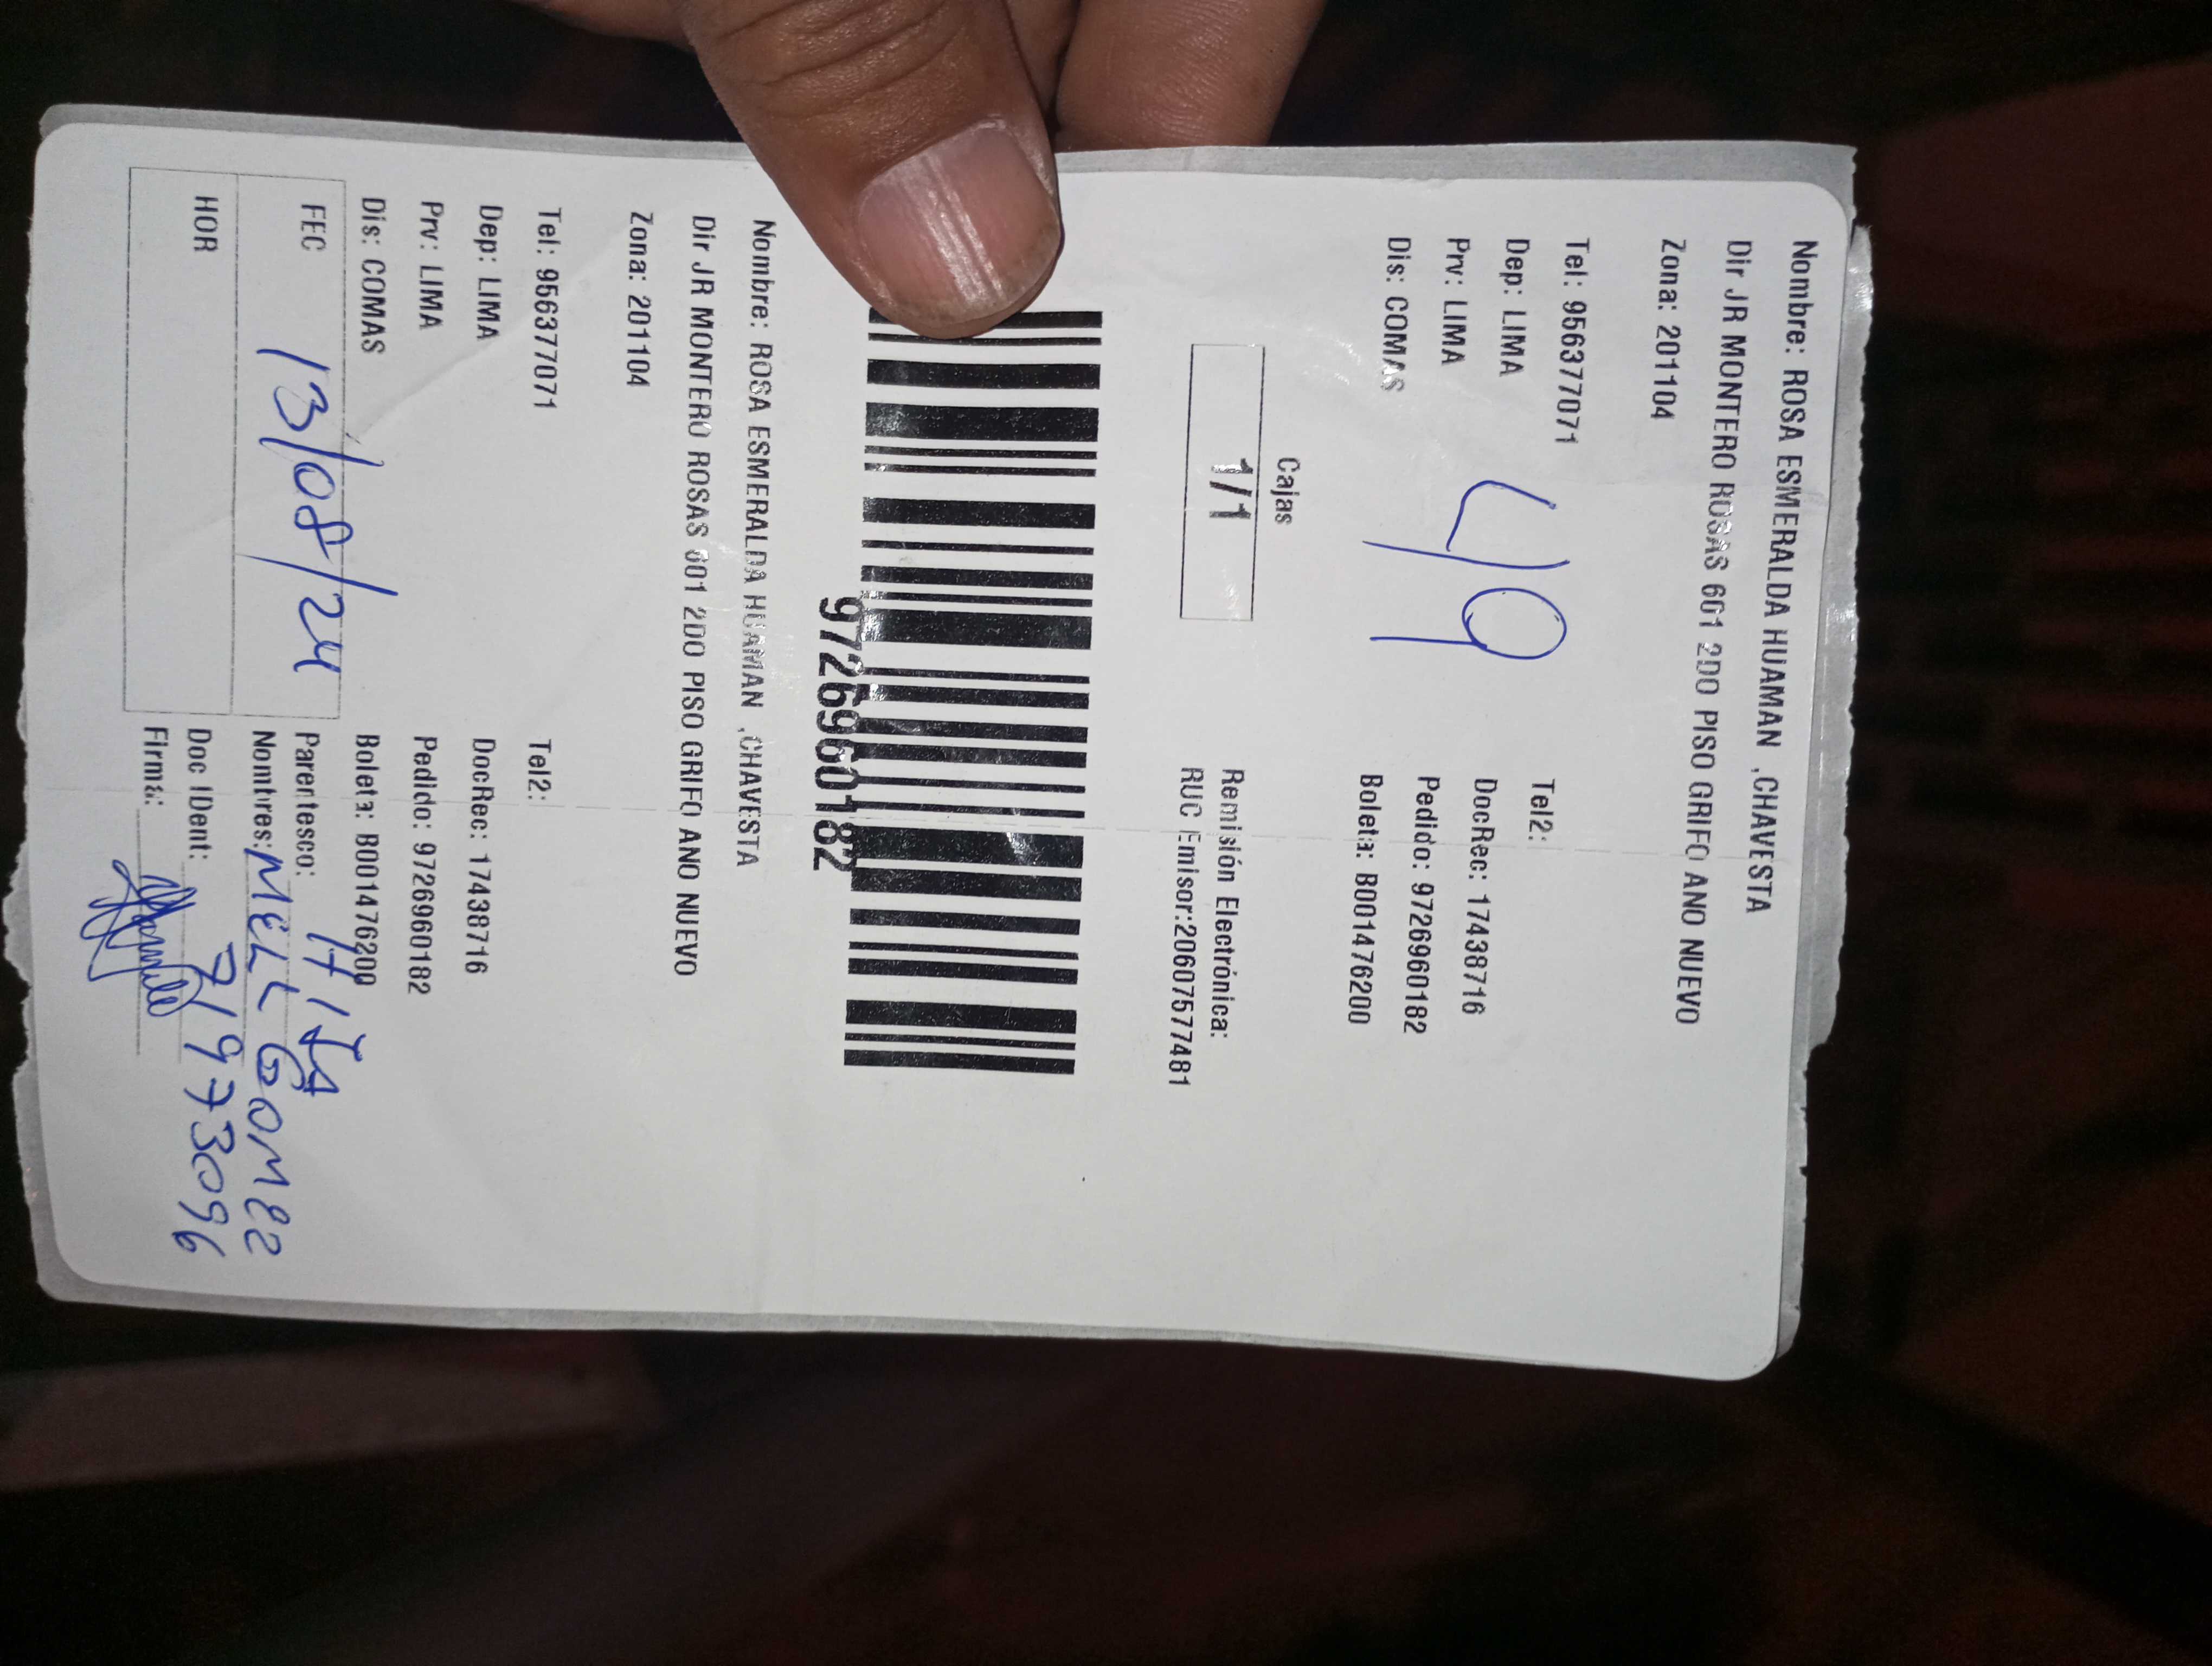 Nombre: ROSA ESMERALDA HUAMAN ,CHAVESTA
Dir JR MONTERO ROSAS 601 2DO PISO GRIFO ANO NUEVO
Zona: 201104
Tel: 956377071 Tel2:
Dep: LIMA DocRec: 17438716
Prv: LIMA Pedido: 9726960182
Dis: COMAS Boleta: B001476200
49
Cajas
1/1
Remisión Electrónica:
RUC Emisor:20607577481
9726960182
Nombre: ROSA ESMERALDA HUAMAN ,CHAVESTA
Dir JR MONTERO ROSAS 601 2DO PISO GRIFO ANO NUEVO
Zona: 201104
Tel: 956377071 Tel2:
Dep: LIMA DocRec: 17438716
Prv: LIMA Pedido: 9726960182
Dis: COMAS Boleta: B001476200
FEC 13/08/24 Parentesco: HIJA
Nombres: MELL GOMEZ
HOR Doc IDent: 71973096
Firma: